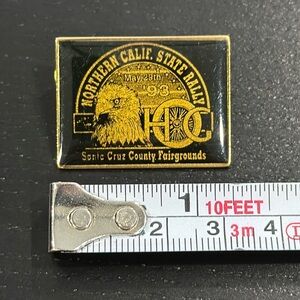 NORTHERN CALIF. STATE RALLY
May 28th
'93
HOG
Santa Cruz County Fairgrounds
1 10FEET
2 3 3m 4